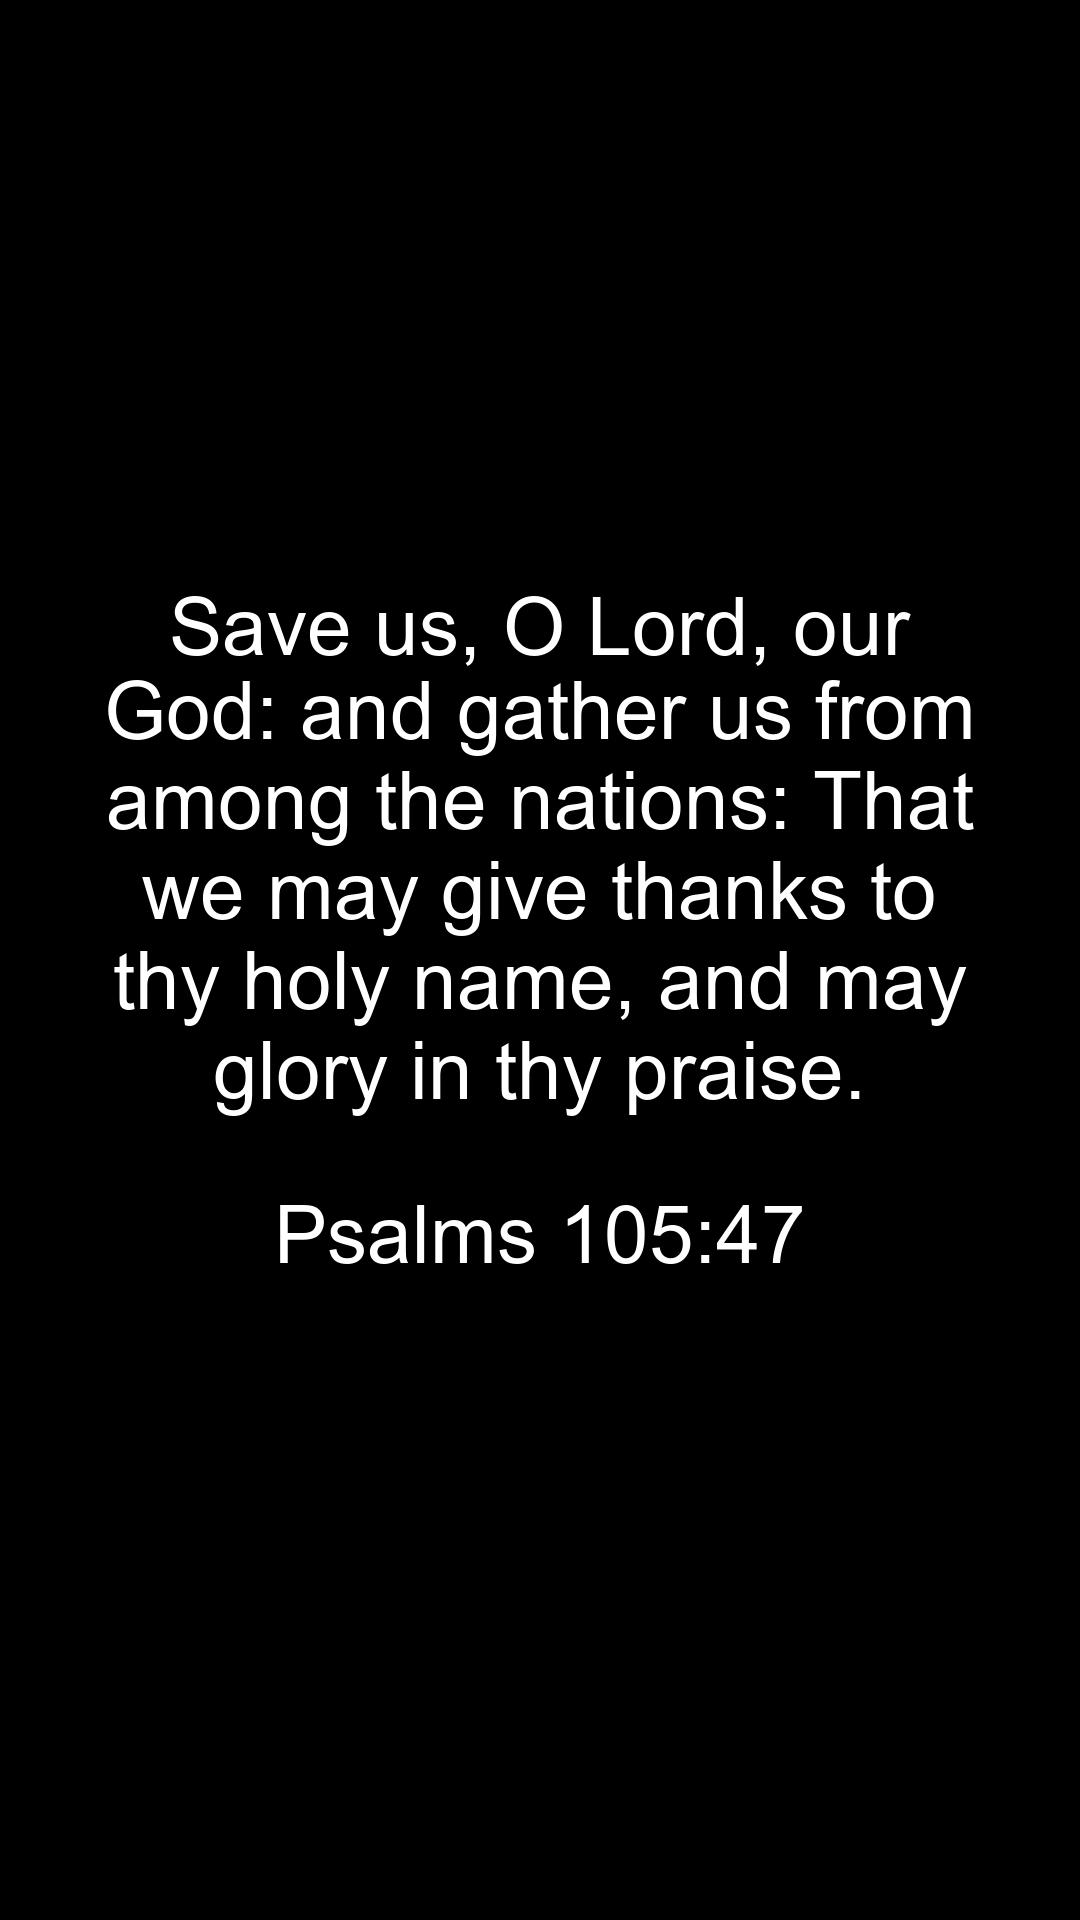 Save us, O Lord, our
God: and gather us from
among the nations: That
we may give thanks to
thy holy name, and may
glory in thy praise.
Psalms 105:47